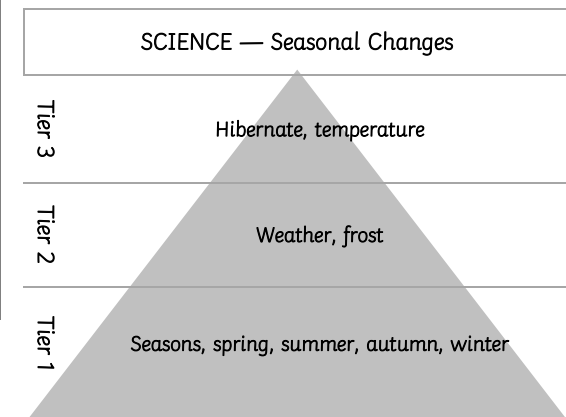 SCIENCE — Seasonal Changes
Tier 3
Hibernate, temperature
Tier 2
Weather, frost
Tier 1
Seasons, spring, summer, autumn, winter